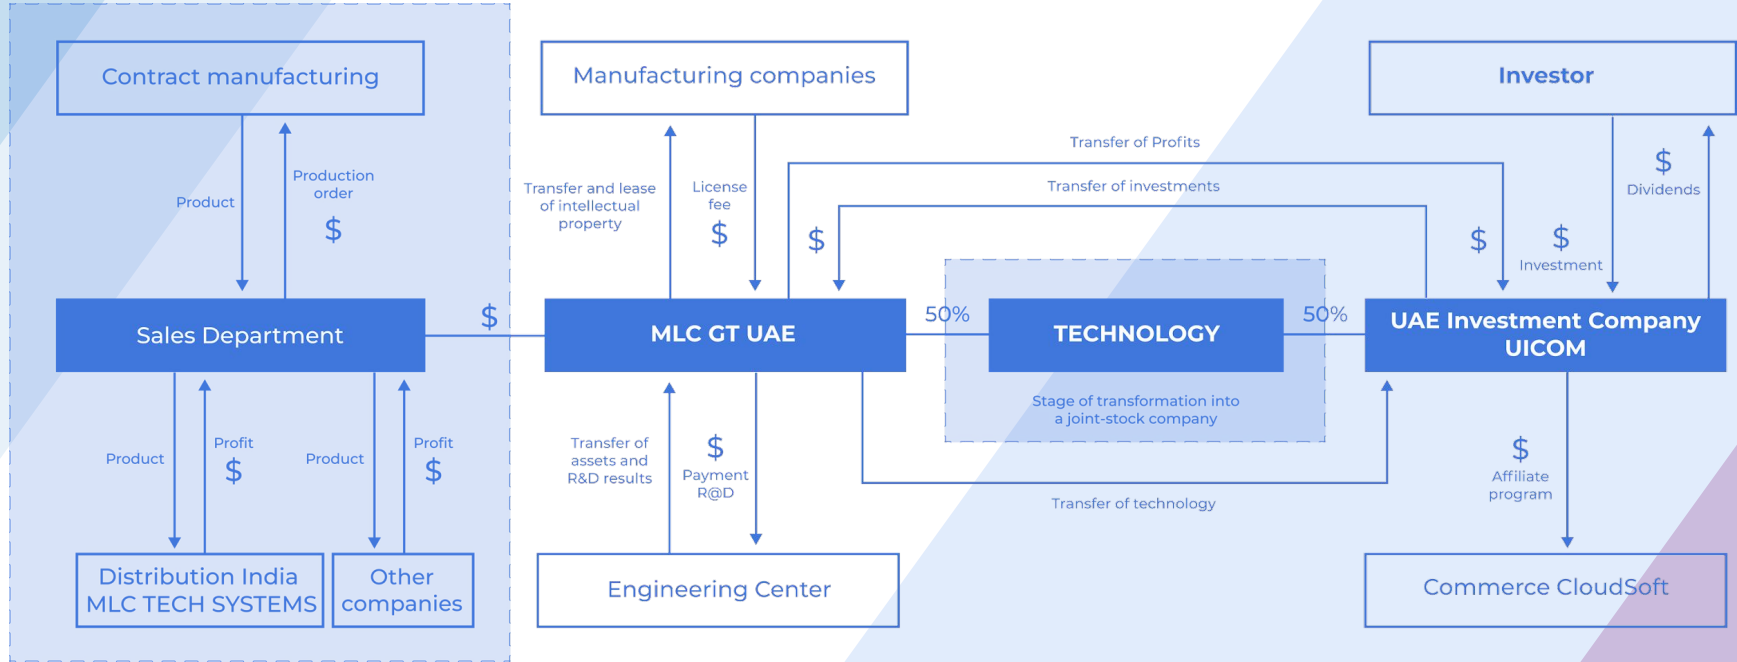 Contract manufacturing
Manufacturing companies
Investor
Product
Production
order
$
Transfer and lease
of intellectual
property
License
fee
$
$
Transfer of Profits
Transfer of investments
$
$
Investment
$
Dividends
Sales Department
$
MLC GT UAE
50%
TECHNOLOGY
50%
UAE Investment Company
UICOM
Stage of transformation into
a joint-stock company
Product
Profit
$
Product
Profit
$
Transfer of
assets and
R&D results
$
Payment
R@D
Transfer of technology
$
Affiliate
program
Distribution India
MLC TECH SYSTEMS
Other
companies
Engineering Center
Commerce CloudSoft